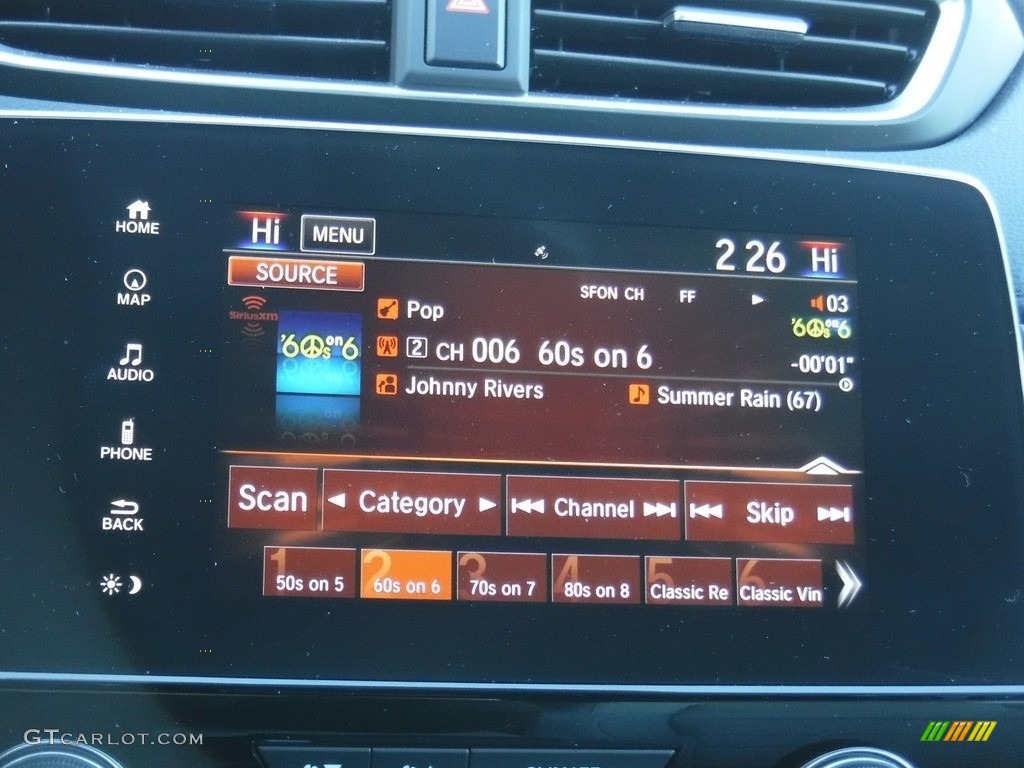 HOME
MAP
AUDIO
PHONE
BACK
Hi MENU 2 26 Hi
SOURCE
SFON CH FF 03
SiriusXM
'60s on 6
'60s on 6
Pop
2 CH 006 60s on 6
-00'01"
Johnny Rivers Summer Rain (67)
Scan Category Channel Skip
1 50s on 5
2 60s on 6
3 70s on 7
4 80s on 8
5 Classic Re
6 Classic Vin
GTCARLOT.COM